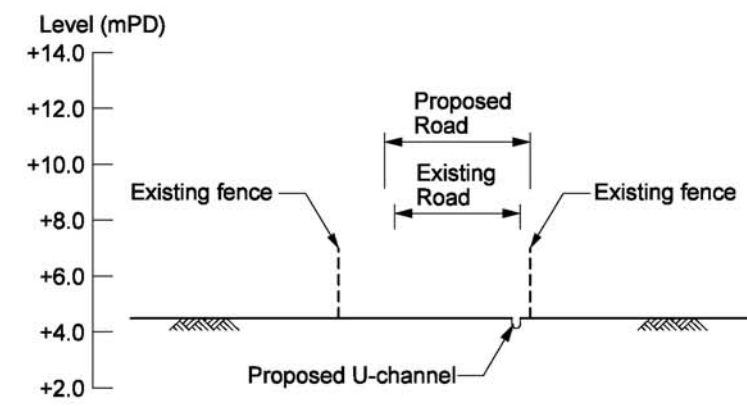 Level (mPD)
+14.0
+12.0
+10.0
+8.0
+6.0
+4.0
+2.0
Proposed
Road
Existing
Road
Existing fence
Existing fence
Proposed U-channel